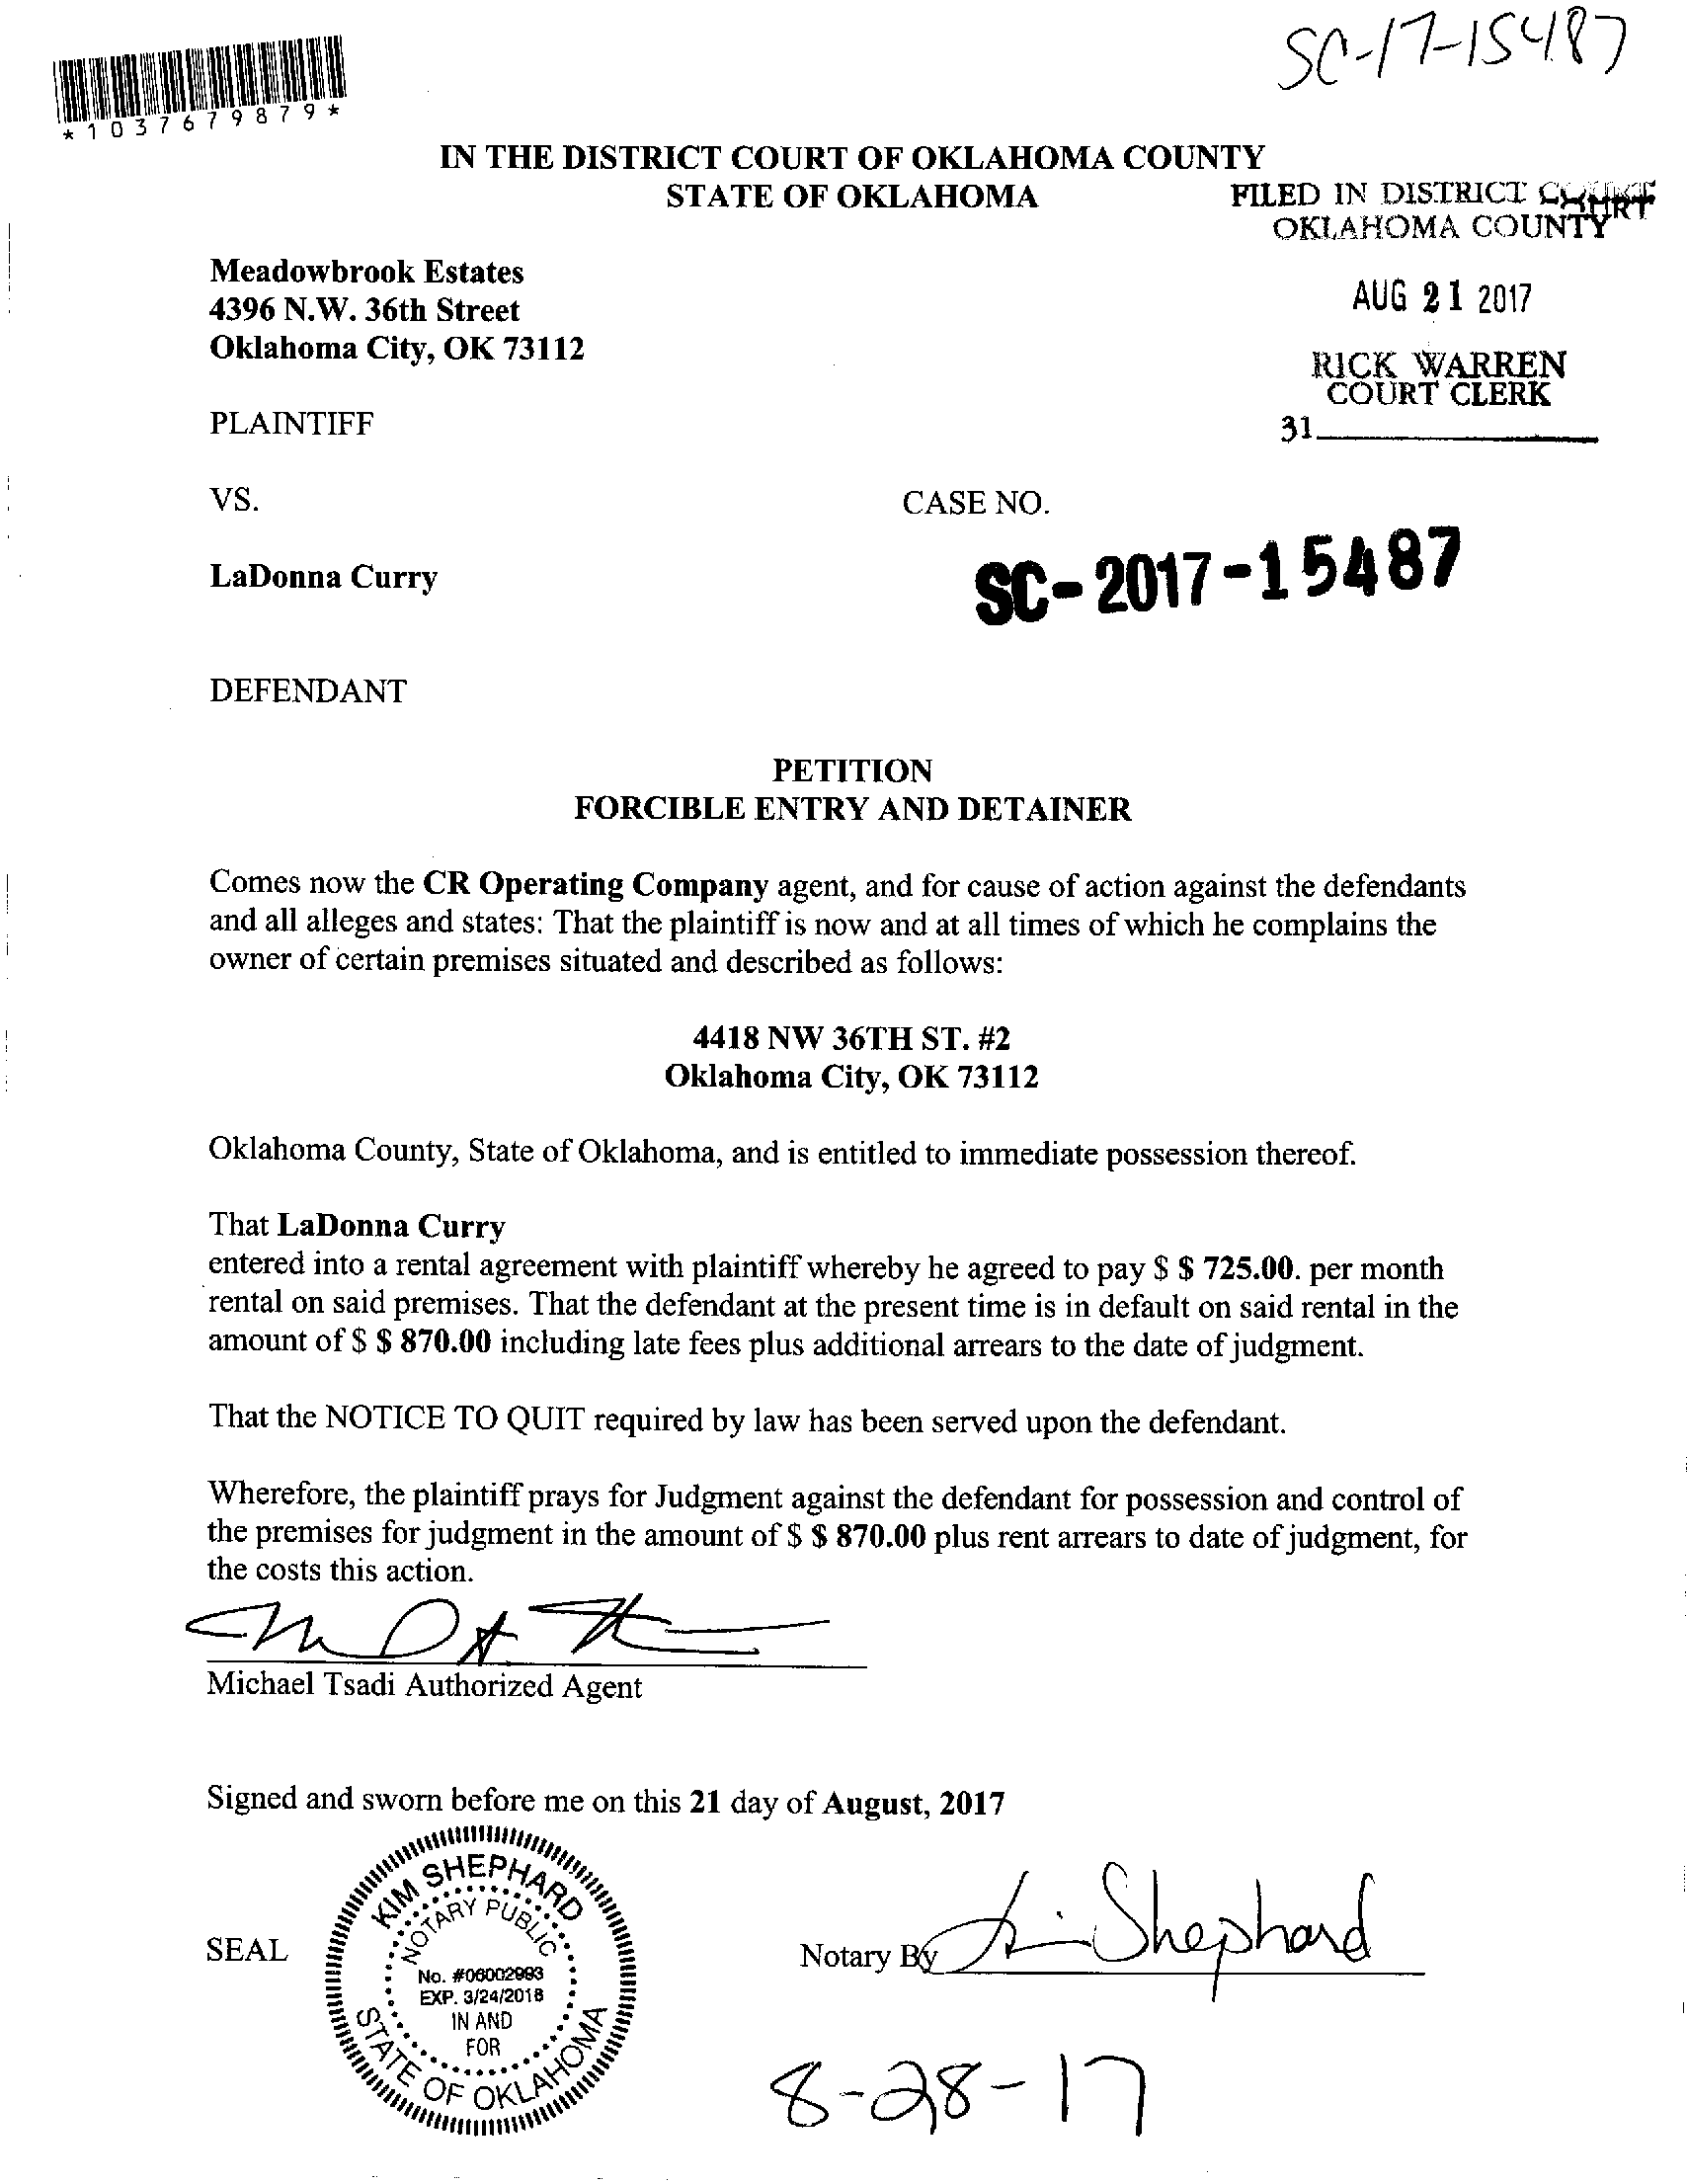 SC-17-15487
*1037679879*
IN THE DISTRICT COURT OF OKLAHOMA COUNTY
STATE OF OKLAHOMA
FILED IN DISTRICT COURT
OKLAHOMA COUNTY
Meadowbrook Estates
4396 N.W. 36th Street
Oklahoma City, OK 73112
AUG 21 2017
RICK WARREN
COURT CLERK
31
PLAINTIFF
VS.
CASE NO.
SC-2017-15487
LaDonna Curry
DEFENDANT
PETITION
FORCIBLE ENTRY AND DETAINER
Comes now the CR Operating Company agent, and for cause of action against the defendants
and all alleges and states: That the plaintiff is now and at all times of which he complains the
owner of certain premises situated and described as follows:
4418 NW 36TH ST. #2
Oklahoma City, OK 73112
Oklahoma County, State of Oklahoma, and is entitled to immediate possession thereof.
That LaDonna Curry
entered into a rental agreement with plaintiff whereby he agreed to pay $ $ 725.00. per month
rental on said premises. That the defendant at the present time is in default on said rental in the
amount of $ $ 870.00 including late fees plus additional arrears to the date of judgment.
That the NOTICE TO QUIT required by law has been served upon the defendant.
Wherefore, the plaintiff prays for Judgment against the defendant for possession and control of
the premises for judgment in the amount of $ $ 870.00 plus rent arrears to date of judgment, for
the costs this action.
Michael Tsadi Authorized Agent
Signed and sworn before me on this 21 day of August, 2017
SEAL
KIM SHEPHARD
NOTARY PUBLIC
No. #06002993
EXP. 3/24/2018
IN AND
FOR
STATE OF OKLAHOMA
Notary By Kim Shephard
8-28-17